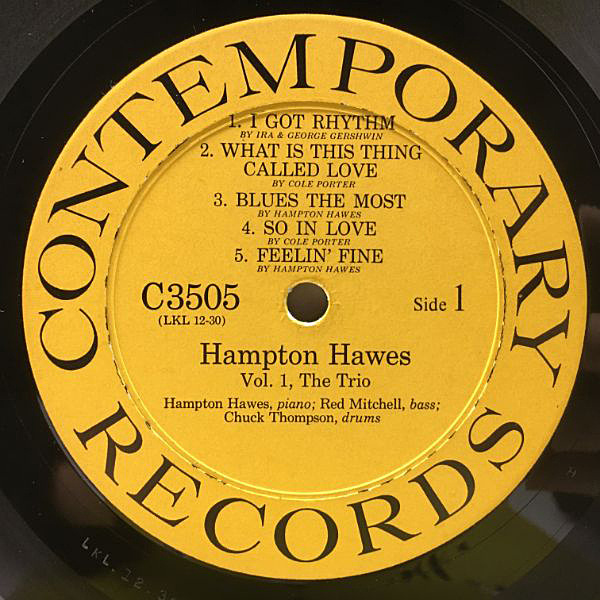 CONTEMPORARY
1. I GOT RHYTHM
BY IRA & GEORGE GERSHWIN
2. WHAT IS THIS THING
CALLED LOVE
BY COLE PORTER
3. BLUES THE MOST
BY HAMPTON HAWES
4. SO IN LOVE
BY COLE PORTER
5. FEELIN' FINE
BY HAMPTON HAWES
C3505
(LKL 12-30)
Side 1
Hampton Hawes
Vol. 1, The Trio
Hampton Hawes, piano; Red Mitchell, bass;
Chuck Thompson, drums
RECORDS
LKL.12.30
H